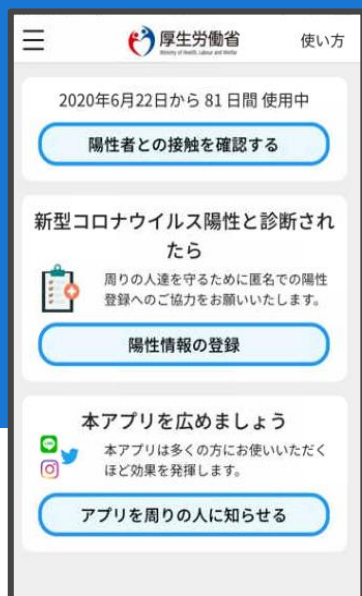 厚生労働省
Ministry of Health, Labour and Welfare
使い方
2020年6月22日から 81 日間 使用中
陽性者との接触を確認する
新型コロナウイルス陽性と診断され
たら
周りの人達を守るために匿名での陽性
登録へのご協力をお願いいたします。
陽性情報の登録
本アプリを広めましょう
LINE
本アプリは多くの方にお使いいただく
ほど効果を発揮します。
アプリを周りの人に知らせる